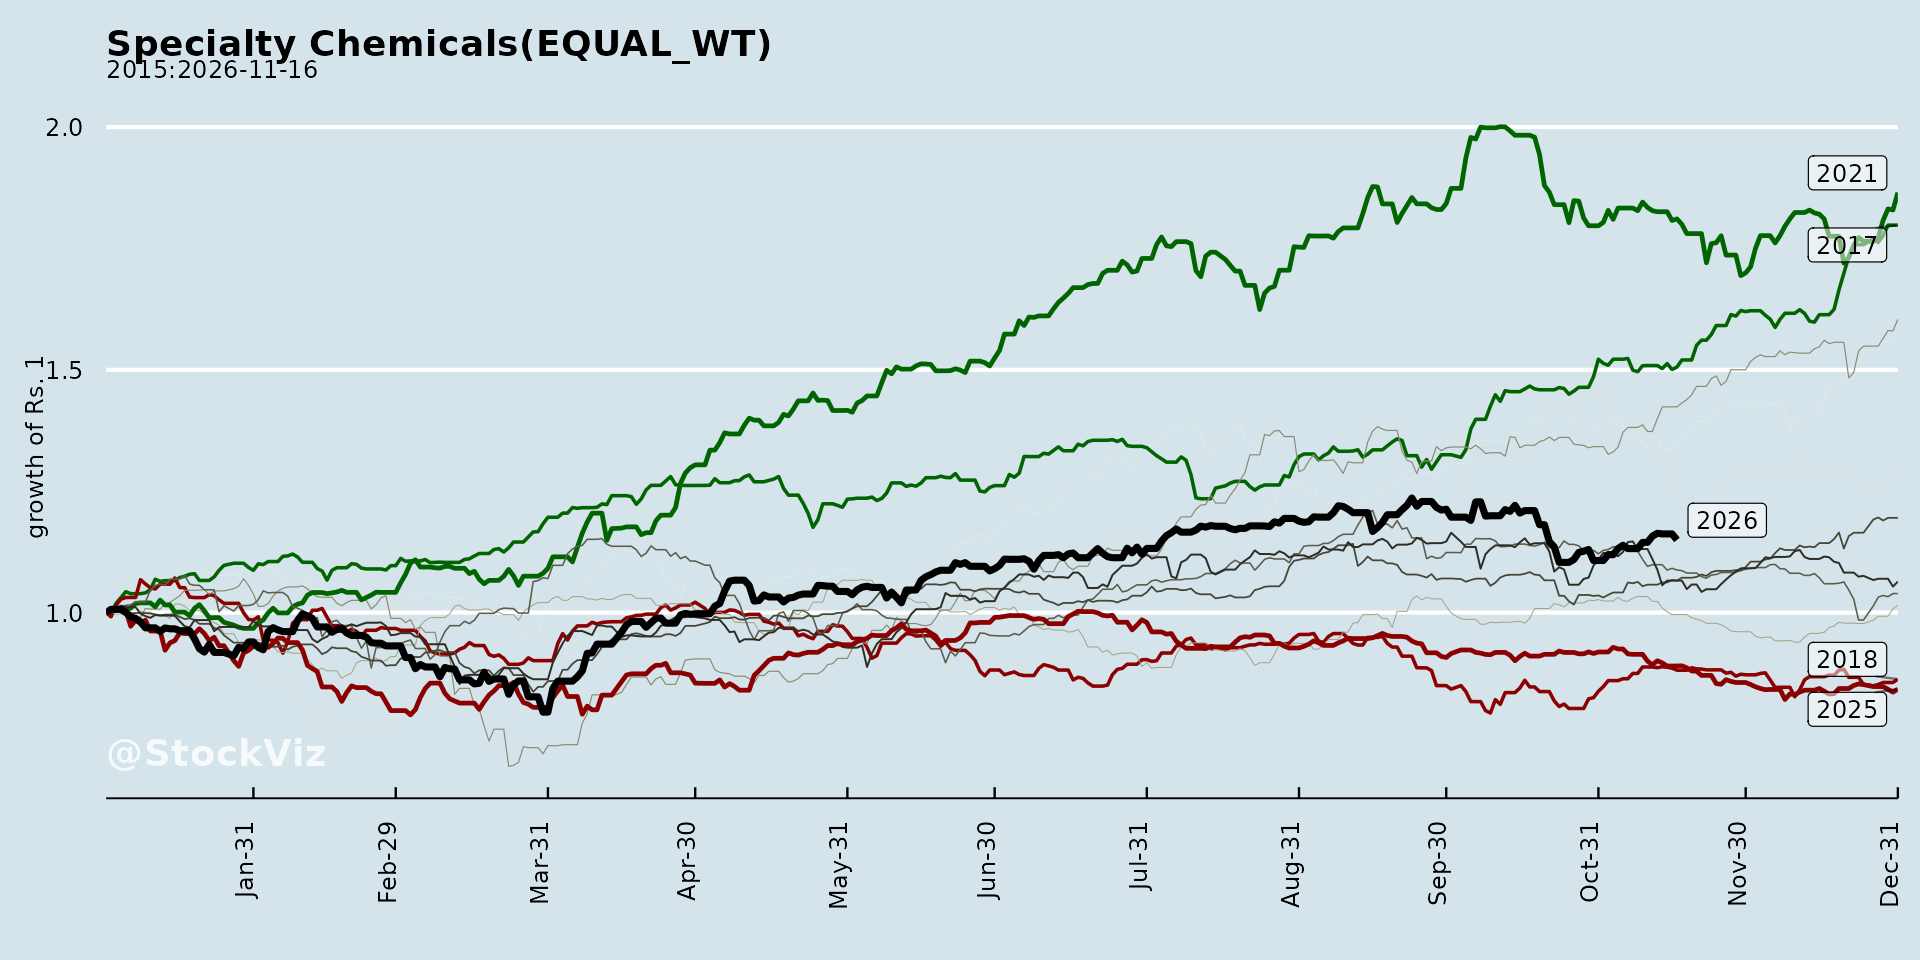 Specialty Chemicals(EQUAL_WT)
2015:2026-11-16
growth of Rs. 1
2.0
1.5
1.0
2021
2017
2026
2018
2025
@StockViz
Jan-31
Feb-29
Mar-31
Apr-30
May-31
Jun-30
Jul-31
Aug-31
Sep-30
Oct-31
Nov-30
Dec-31